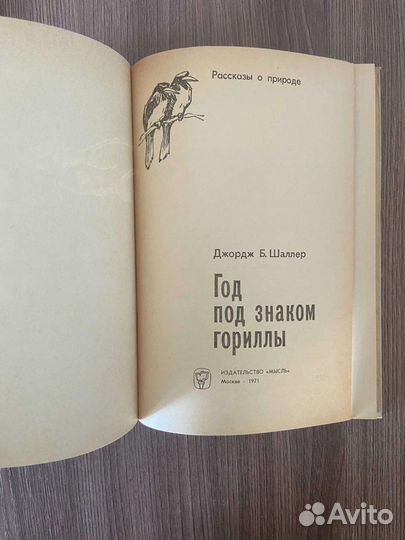 Рассказы о природе
Джордж Б. Шаллер
Год
под знаком
гориллы
ИЗДАТЕЛЬСТВО «МЫСЛЬ»
Москва · 1971
Avito